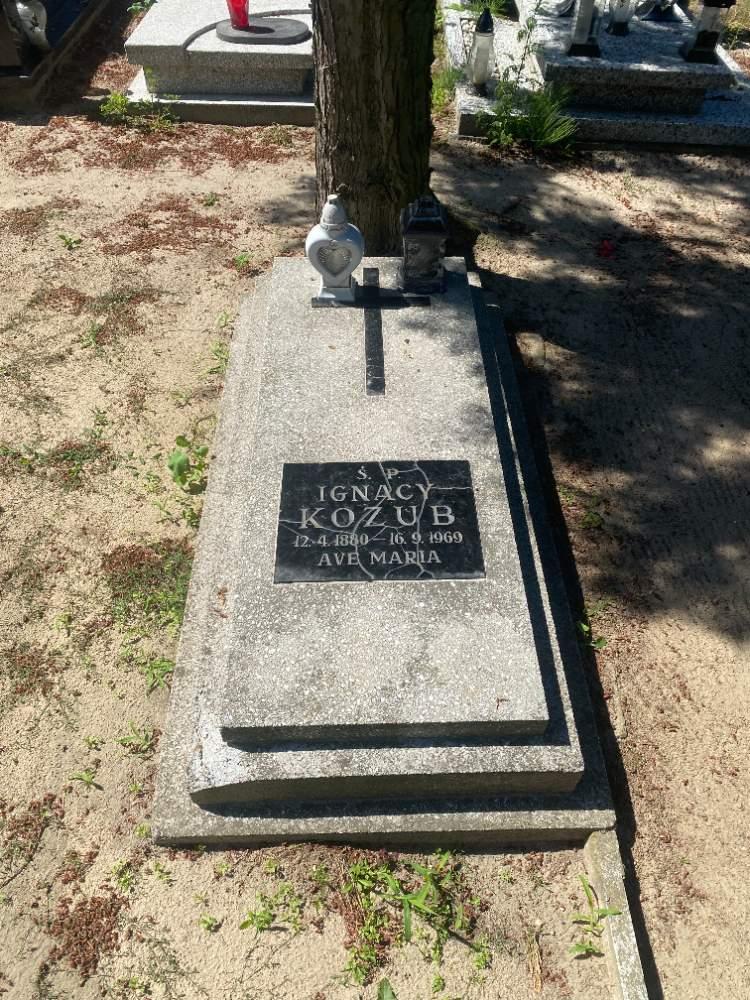 Ś. P
IGNACY
KOZUB
12.4.1880 - 16.9.1969
AVE MARIA